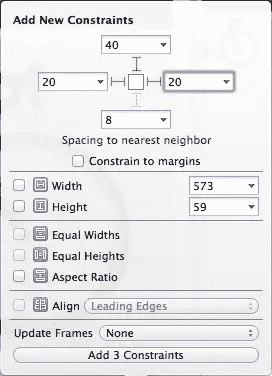 Add New Constraints
40
20 20
8
Spacing to nearest neighbor
Constrain to margins
Width 573
Height 59
Equal Widths
Equal Heights
Aspect Ratio
Align Leading Edges
Update Frames None
Add 3 Constraints